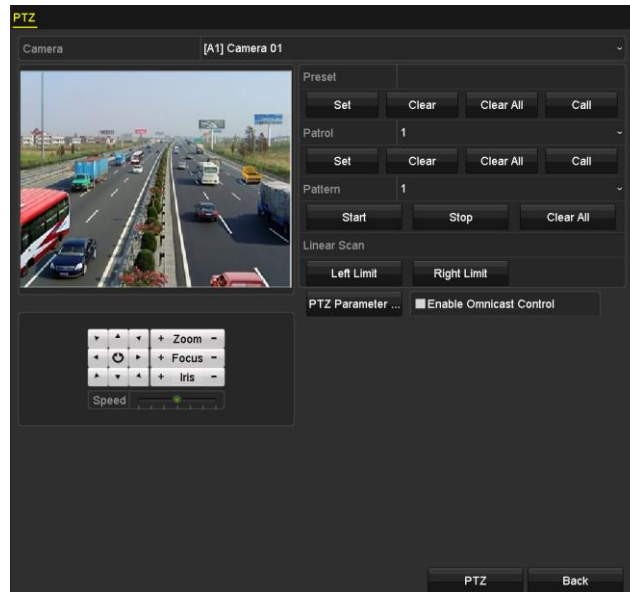 PTZ
Camera [A1] Camera 01
Preset
Set Clear Clear All Call
Patrol 1
Set Clear Clear All Call
Pattern 1
Start Stop Clear All
Linear Scan
Left Limit Right Limit
PTZ Parameter ... Enable Omnicast Control
+ Zoom -
+ Focus -
+ Iris -
Speed
PTZ Back